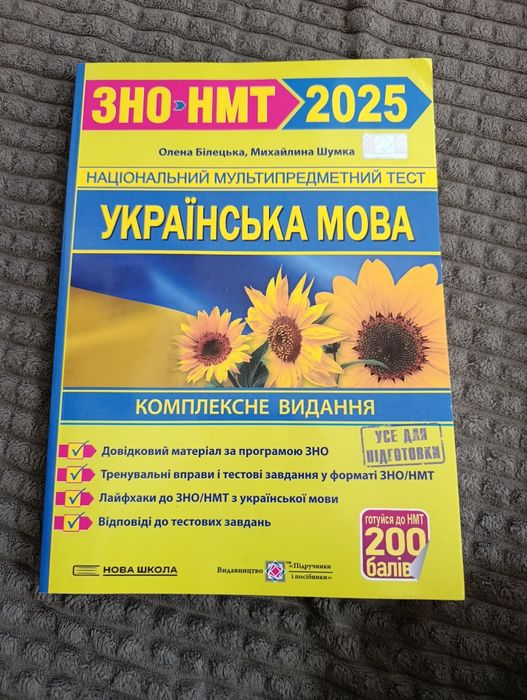 ЗНО»НМТ 2025
Олена Білецька, Михайлина Шумка
НАЦІОНАЛЬНИЙ МУЛЬТИПРЕДМЕТНИЙ ТЕСТ
УКРАЇНСЬКА МОВА
КОМПЛЕКСНЕ ВИДАННЯ
УСЕ ДЛЯ
ПІДГОТОВКИ
Довідковий матеріал за програмою ЗНО
Тренувальні вправи і тестові завдання у форматі ЗНО/НМТ
Лайфхаки до ЗНО/НМТ з української мови
Відповіді до тестових завдань
готуйся до НМТ
200
балів
НОВА ШКОЛА
Видавництво
«Підручники
і посібники»